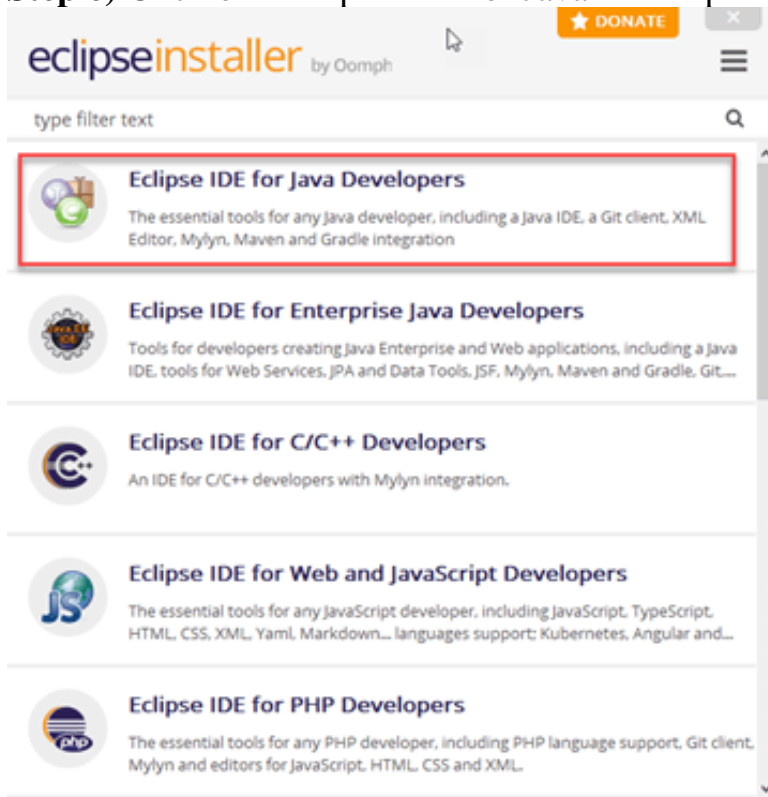 DONATE
eclipseinstaller by Oomph
type filter text
Eclipse IDE for Java Developers
The essential tools for any Java developer, including a Java IDE, a Git client, XML
Editor, Mylyn, Maven and Gradle integration
Eclipse IDE for Enterprise Java Developers
Tools for developers creating Java Enterprise and Web applications, including a Java
IDE, tools for Web Services, JPA and Data Tools, JSF, Mylyn, Maven and Gradle, Git,...
Eclipse IDE for C/C++ Developers
An IDE for C/C++ developers with Mylyn integration.
Eclipse IDE for Web and JavaScript Developers
The essential tools for any JavaScript developer, including JavaScript, TypeScript,
HTML, CSS, XML, Yaml, Markdown... languages support; Kubernetes, Angular and...
JS
Eclipse IDE for PHP Developers
The essential tools for any PHP developer, including PHP language support, Git client,
Mylyn and editors for JavaScript, HTML, CSS and XML.
php